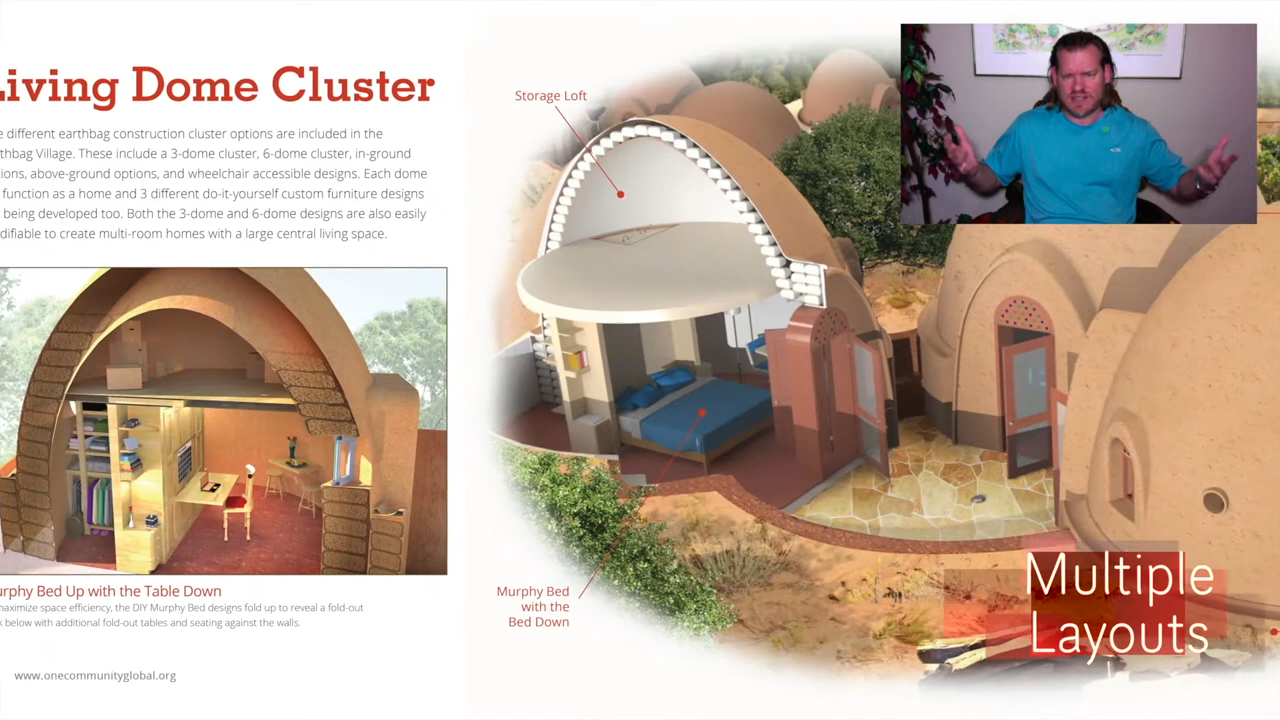 iving Dome Cluster
e different earthbag construction cluster options are included in the
thbag Village. These include a 3-dome cluster, 6-dome cluster, in-ground
tions, above-ground options, and wheelchair accessible designs. Each dome
function as a home and 3 different do-it-yourself custom furniture designs
being developed too. Both the 3-dome and 6-dome designs are also easily
difiable to create multi-room homes with a large central living space.
Storage Loft
urphy Bed Up with the Table Down
maximize space efficiency, the DIY Murphy Bed designs fold up to reveal a fold-out
k below with additional fold-out tables and seating against the walls.
Murphy Bed
with the
Bed Down
Multiple
Layouts
www.onecommunityglobal.org